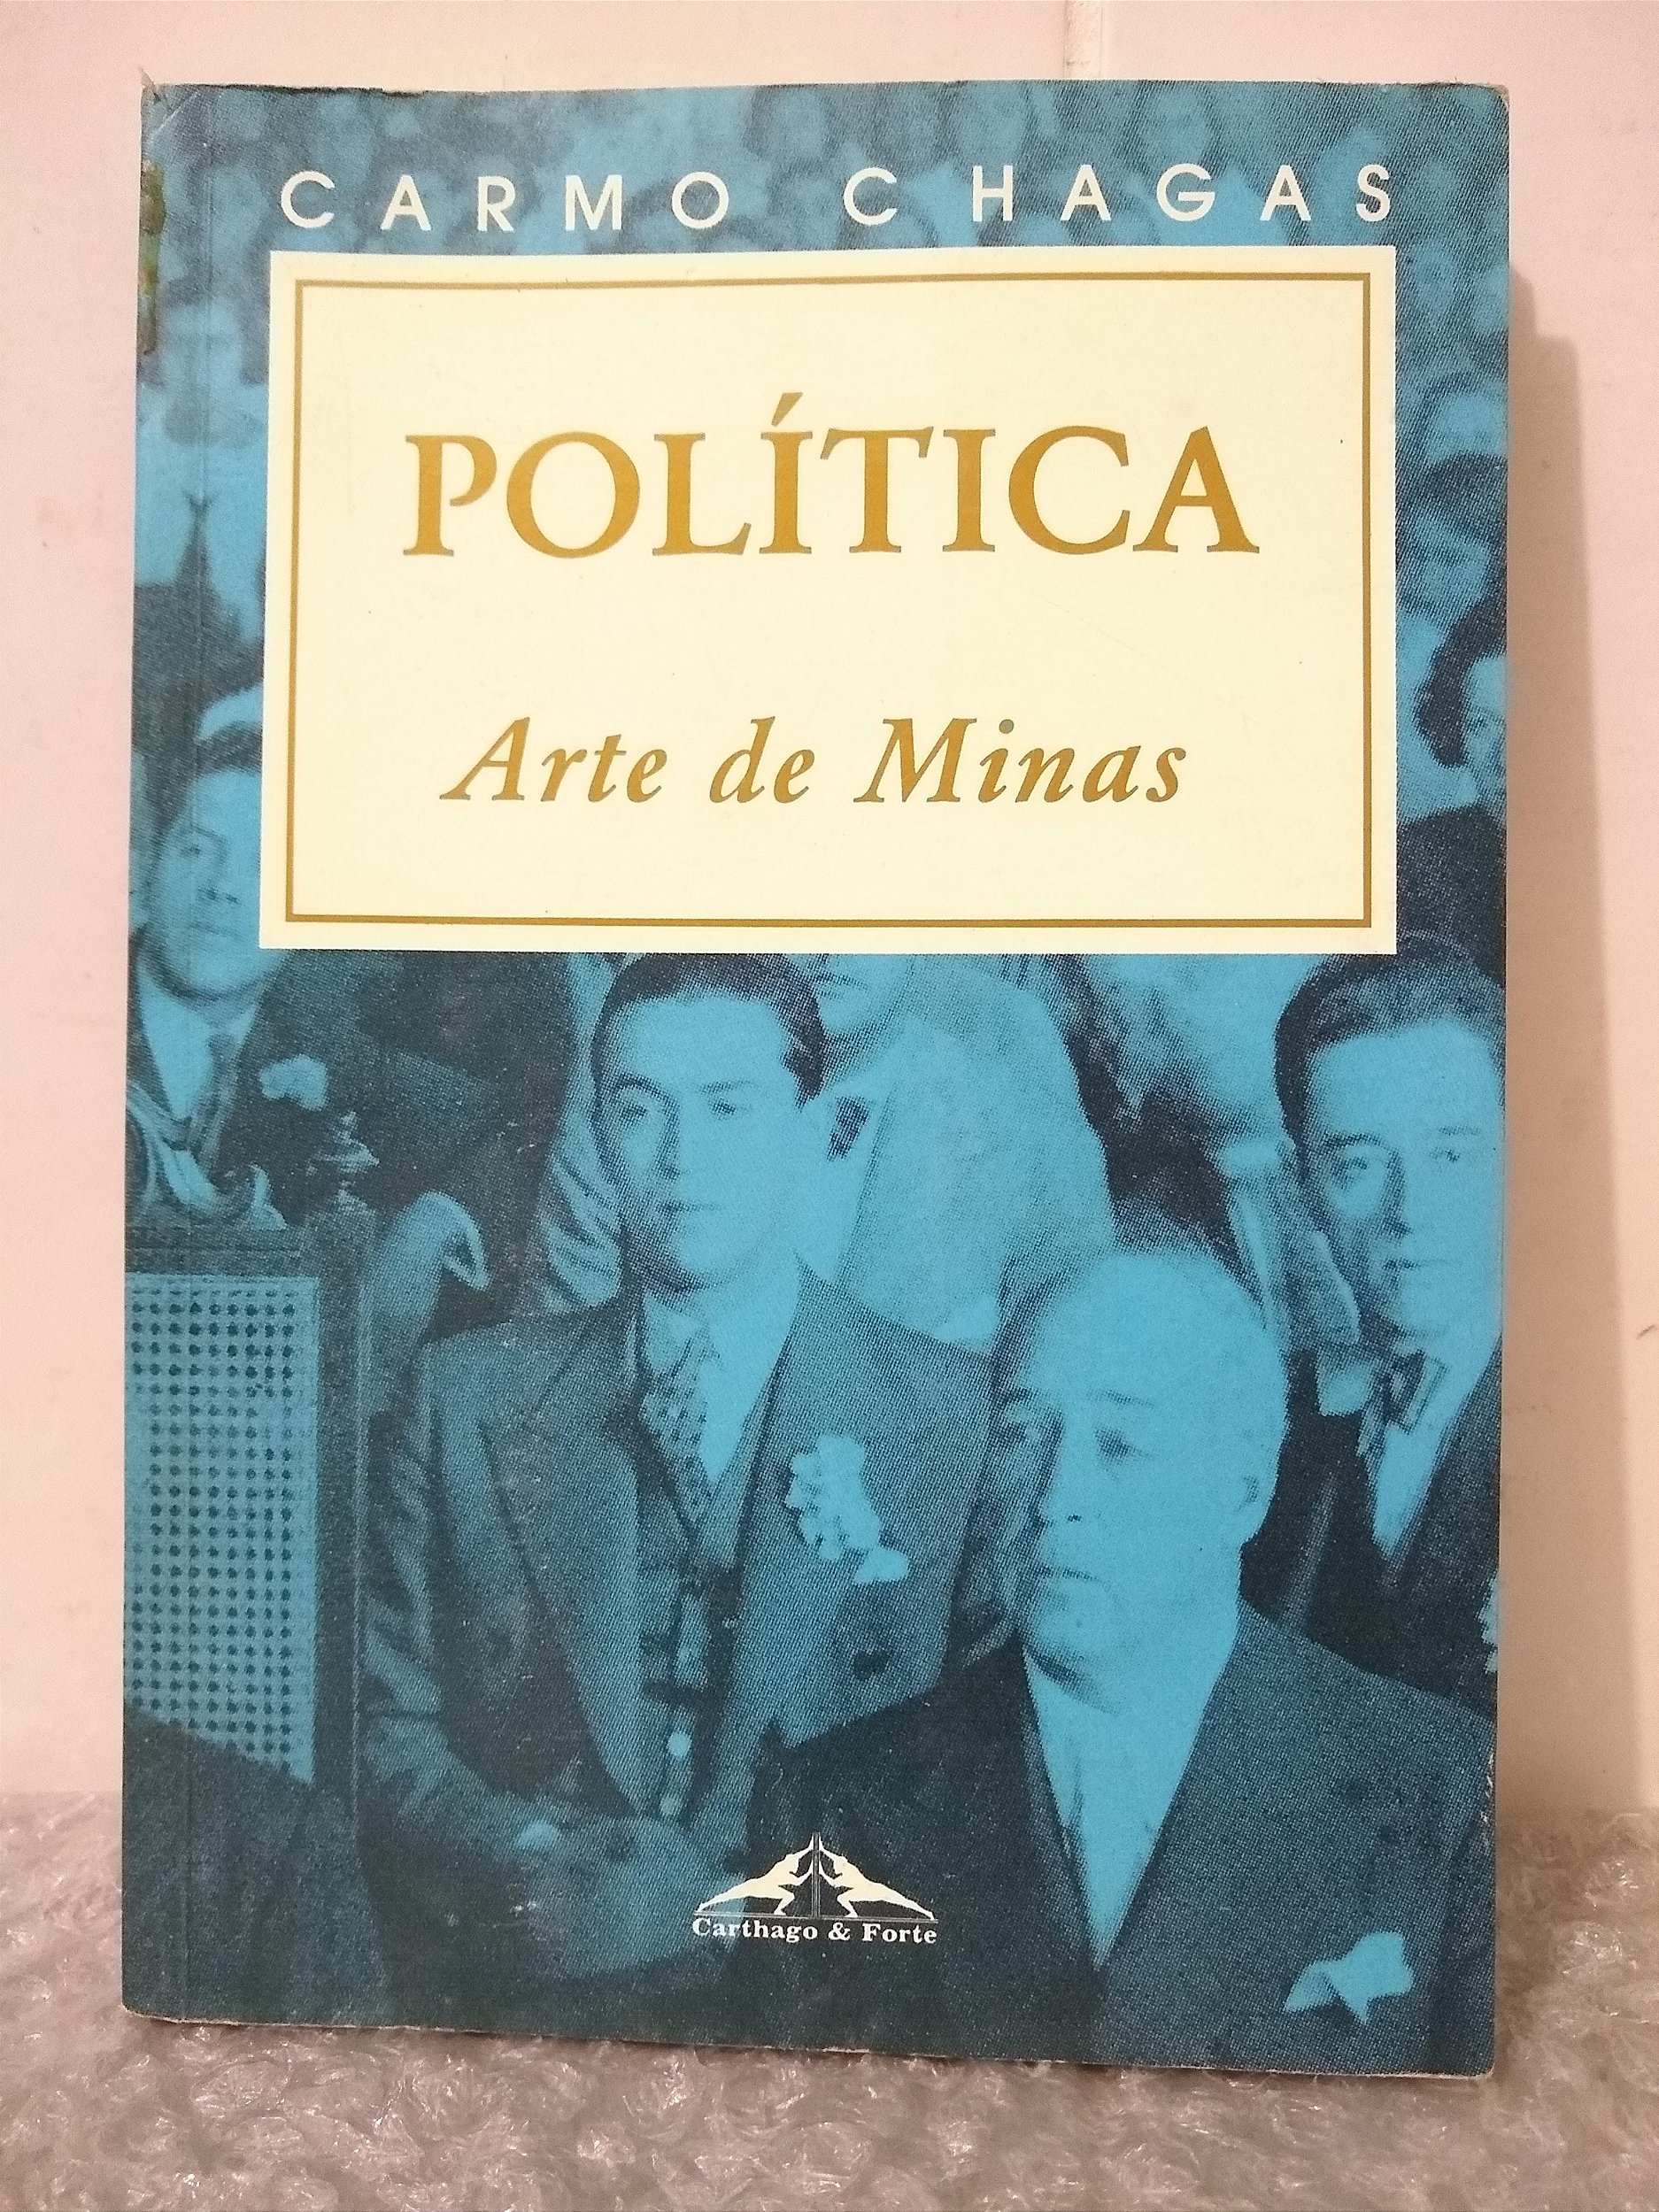 CARMO CHAGAS
POLÍTICA
Arte de Minas
Carthago & Forte